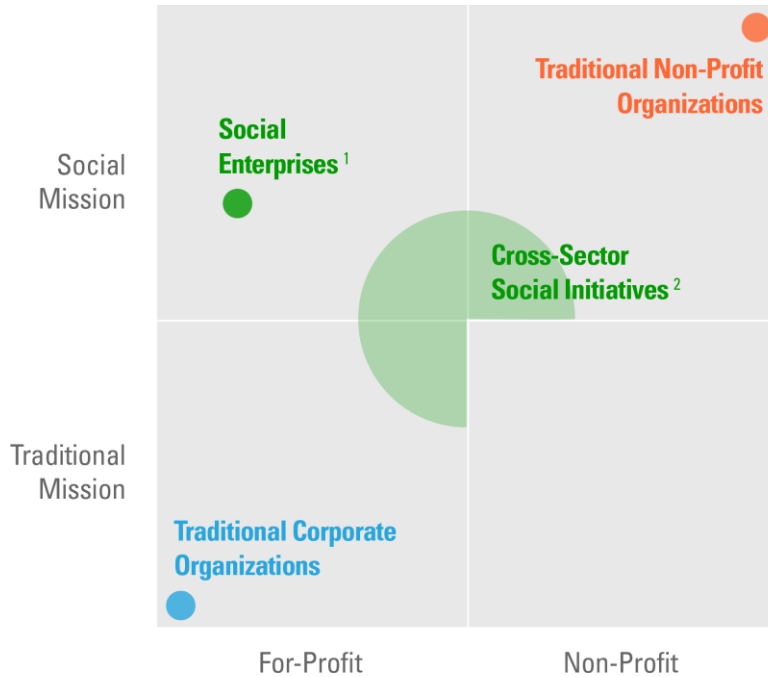 Traditional Non-Profit
Organizations
Social
Enterprises 1
Social
Mission
Cross-Sector
Social Initiatives 2
Traditional
Mission
Traditional Corporate
Organizations
For-Profit
Non-Profit